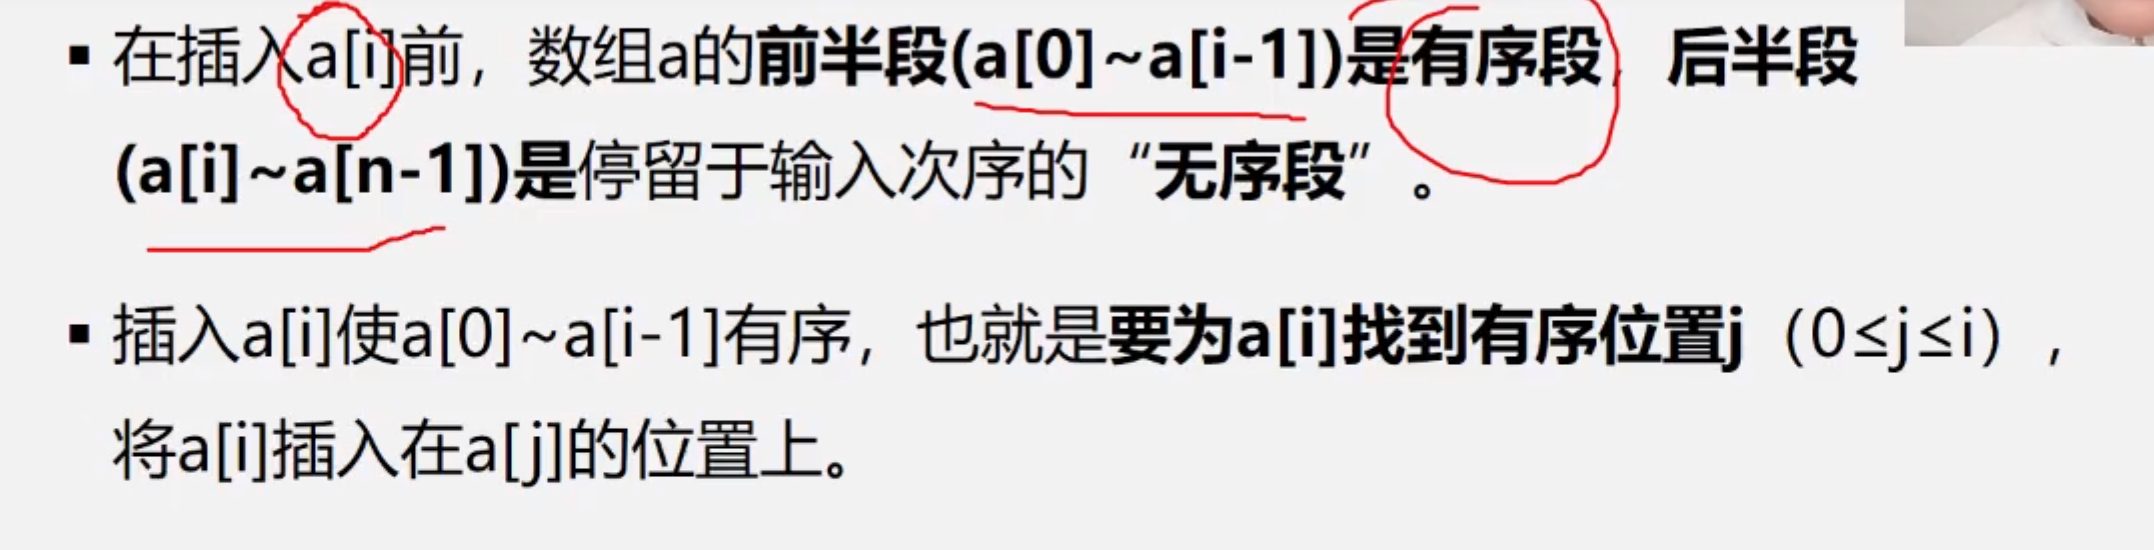 ▪ 在插入a[i]前，数组a的前半段(a[0]~a[i-1])是有序段，后半段
(a[i]~a[n-1])是停留于输入次序的“无序段”。
▪ 插入a[i]使a[0]~a[i-1]有序，也就是要为a[i]找到有序位置j（0≤j≤i），
将a[i]插入在a[j]的位置上。